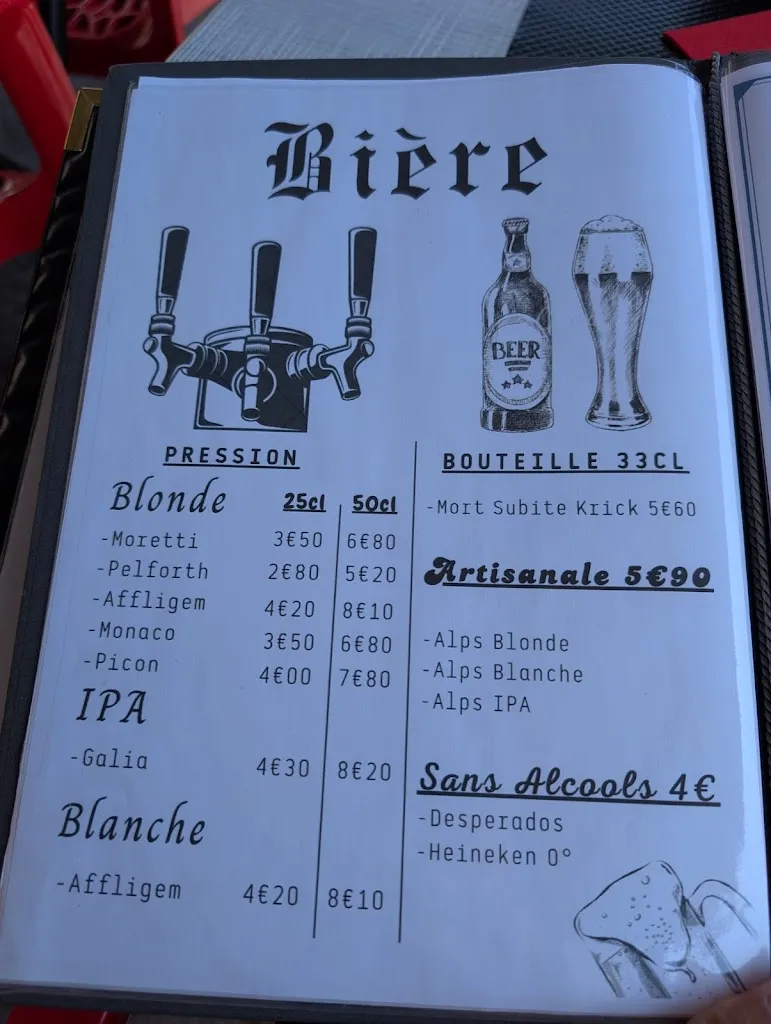 Bière
BEER
PRESSION
Blonde 25cl 50cl
-Moretti 3€50 6€80
-Pelforth 2€80 5€20
-Affligem 4€20 8€10
-Monaco 3€50 6€80
-Picon 4€00 7€80
IPA
-Galia 4€30 8€20
Blanche
-Affligem 4€20 8€10
BOUTEILLE 33CL
-Mort Subite Krick 5€60
Artisanale 5€90
-Alps Blonde
-Alps Blanche
-Alps IPA
Sans Alcools 4€
-Desperados
-Heineken 0°